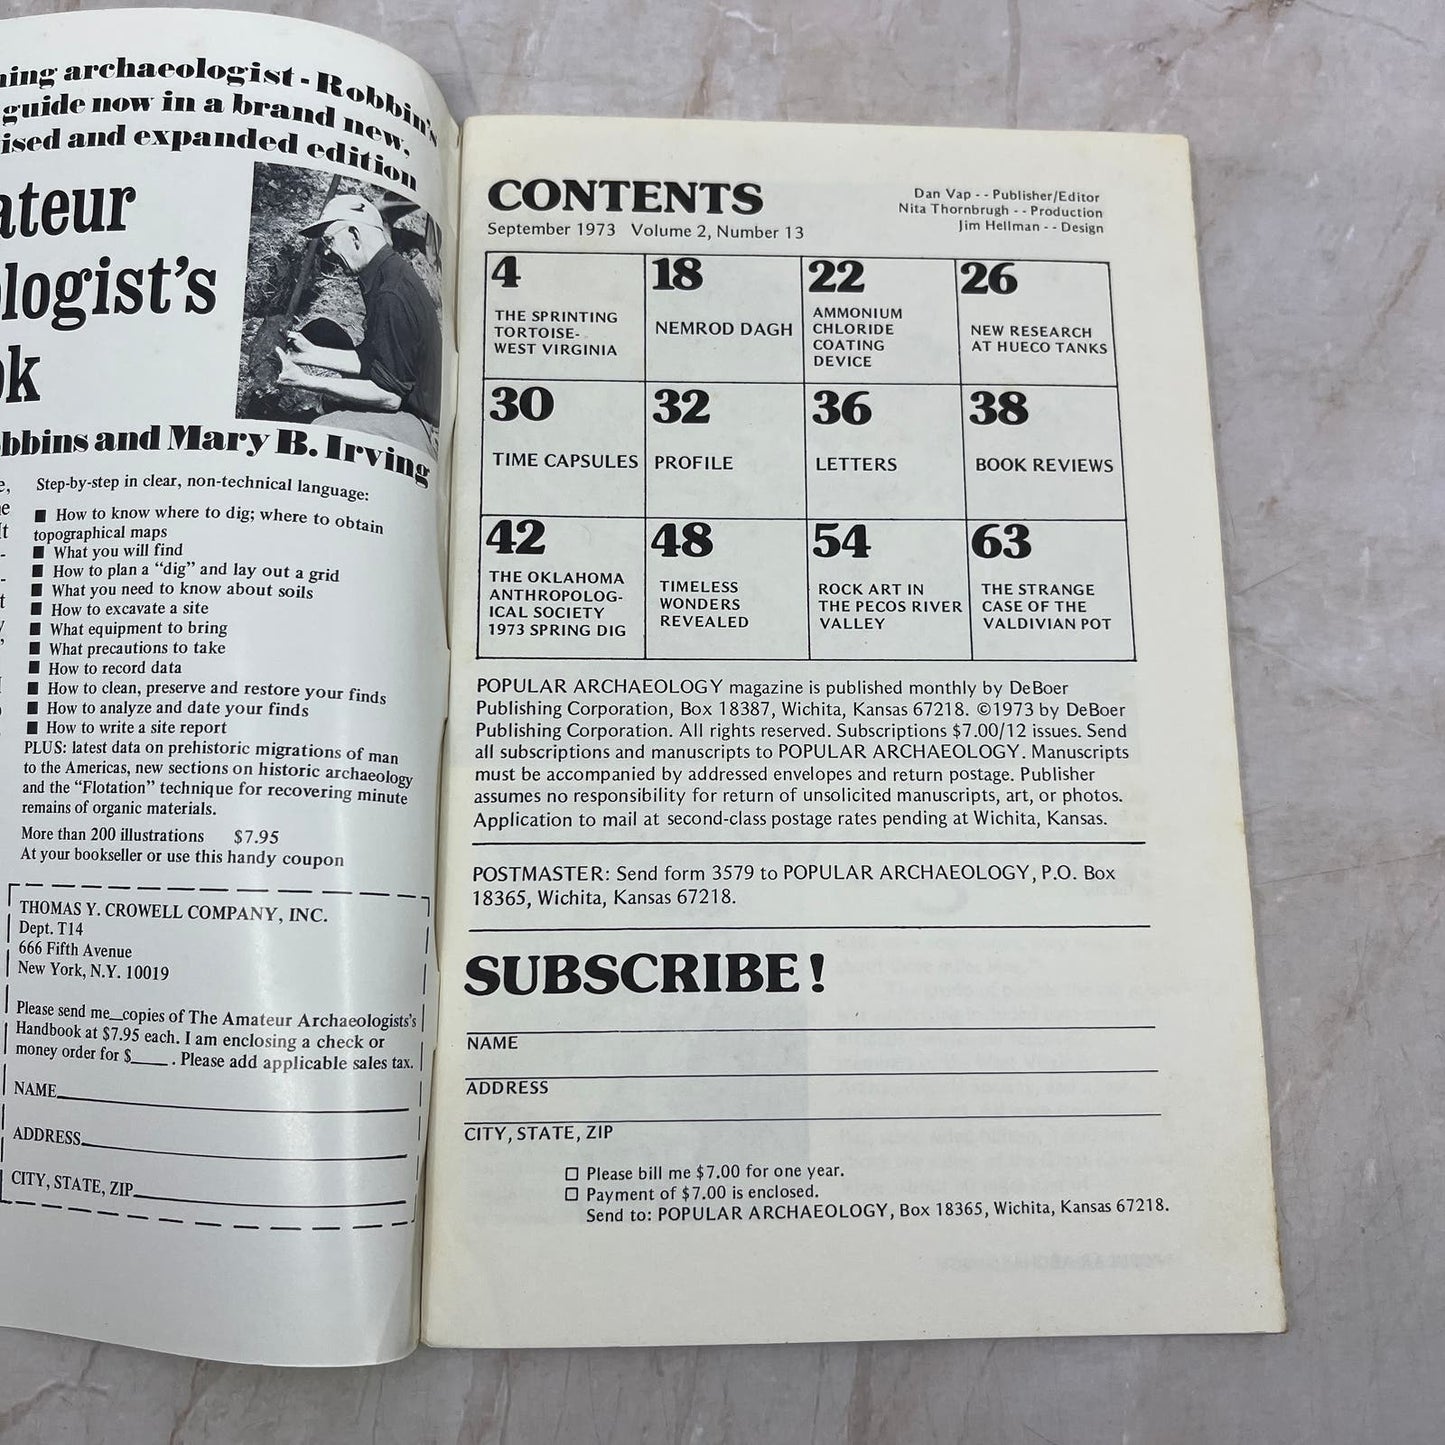 archaeologist - Robbin's
guide now in a brand new,
and expanded edition
and Mary B. Irving
Step-by-step in clear, non-technical language:
■ How to know where to dig; where to obtain
topographical maps
■ What you will find
■ How to plan a "dig" and lay out a grid
■ What you need to know about soils
■ How to excavate a site
■ What equipment to bring
■ What precautions to take
■ How to record data
■ How to clean, preserve and restore your finds
■ How to analyze and date your finds
■ How to write a site report
PLUS: latest data on prehistoric migrations of man
to the Americas, new sections on historic archaeology
and the "Flotation" technique for recovering minute
remains of organic materials.
More than 200 illustrations $7.95
At your bookseller or use this handy coupon
THOMAS Y. CROWELL COMPANY, INC.
Dept. T14
666 Fifth Avenue
New York, N.Y. 10019
Please send me__copies of The Amateur Archaeologists's
Handbook at $7.95 each. I am enclosing a check or
money order for $____. Please add applicable sales tax.
NAME
ADDRESS
CITY, STATE, ZIP
CONTENTS
September 1973 Volume 2, Number 13
Dan Vap - - Publisher/Editor
Nita Thornbrugh - - Production
Jim Hellman - - Design
4
THE SPRINTING
TORTOISE-
WEST VIRGINIA
18
NEMROD DAGH
22
AMMONIUM
CHLORIDE
COATING
DEVICE
26
NEW RESEARCH
AT HUECO TANKS
30
TIME CAPSULES
32
PROFILE
36
LETTERS
38
BOOK REVIEWS
42
THE OKLAHOMA
ANTHROPOLOG-
ICAL SOCIETY
1973 SPRING DIG
48
TIMELESS
WONDERS
REVEALED
54
ROCK ART IN
THE PECOS RIVER
VALLEY
63
THE STRANGE
CASE OF THE
VALDIVIAN POT
POPULAR ARCHAEOLOGY magazine is published monthly by DeBoer
Publishing Corporation, Box 18387, Wichita, Kansas 67218. ©1973 by DeBoer
Publishing Corporation. All rights reserved. Subscriptions $7.00/12 issues. Send
all subscriptions and manuscripts to POPULAR ARCHAEOLOGY. Manuscripts
must be accompanied by addressed envelopes and return postage. Publisher
assumes no responsibility for return of unsolicited manuscripts, art, or photos.
Application to mail at second-class postage rates pending at Wichita, Kansas.
POSTMASTER: Send form 3579 to POPULAR ARCHAEOLOGY, P.O. Box
18365, Wichita, Kansas 67218.
SUBSCRIBE!
NAME
ADDRESS
CITY, STATE, ZIP
☐ Please bill me $7.00 for one year.
☐ Payment of $7.00 is enclosed.
Send to: POPULAR ARCHAEOLOGY, Box 18365, Wichita, Kansas 67218.